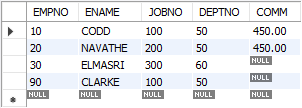 EMPNO ENAME JOBNO DEPTNO COMM
10 CODD 100 50 450.00
20 NAVATHE 200 50 450.00
30 ELMASRI 300 60 NULL
90 CLARKE 100 50 NULL
NULL NULL NULL NULL NULL